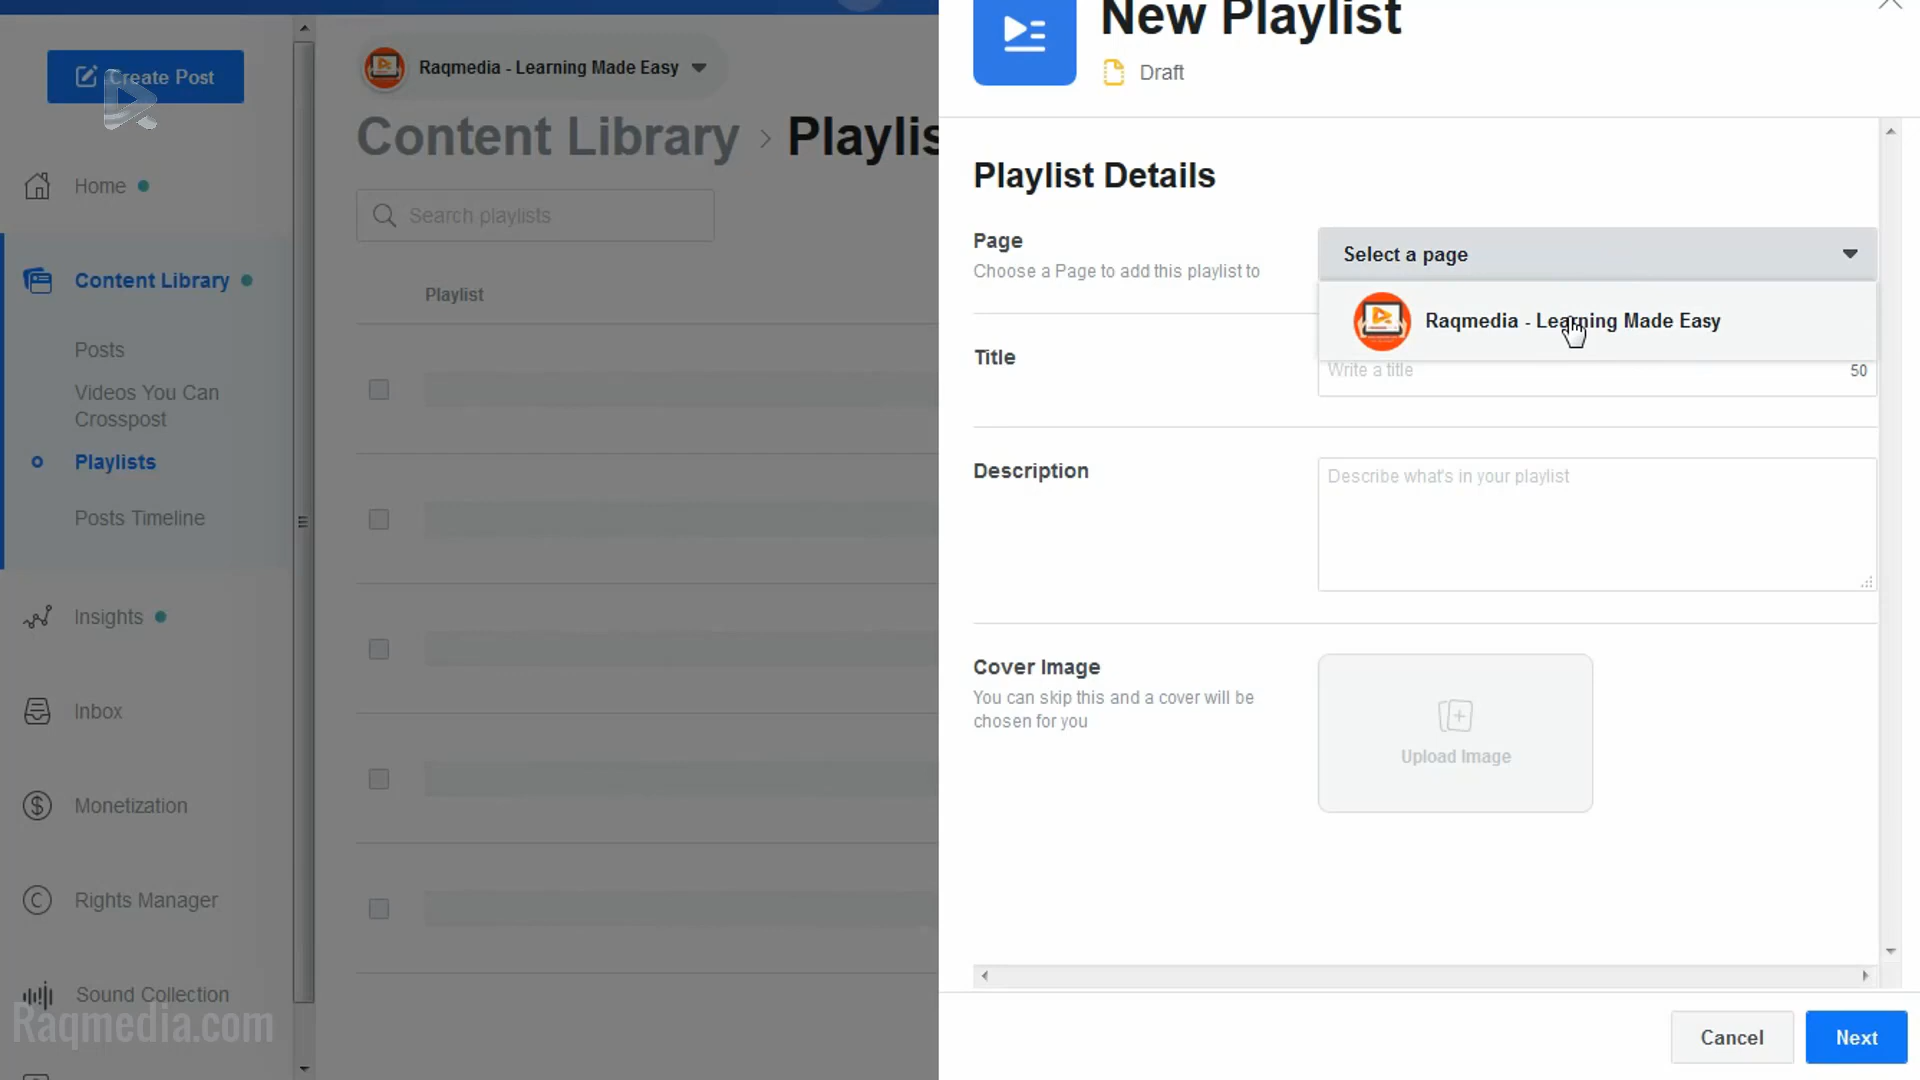 Create Post
Home
Content Library
Posts
Videos You Can
Crosspost
Playlists
Posts Timeline
Insights
Inbox
Monetization
Rights Manager
Sound Collection
Raqmedia.com
Raqmedia - Learning Made Easy
Content Library › Playlis
Search playlists
Playlist
New Playlist
Draft
Playlist Details
Page
Choose a Page to add this playlist to
Select a page
Raqmedia - Learning Made Easy
Title
Write a title
50
Description
Describe what's in your playlist
Cover Image
You can skip this and a cover will be
chosen for you
Upload Image
Cancel
Next